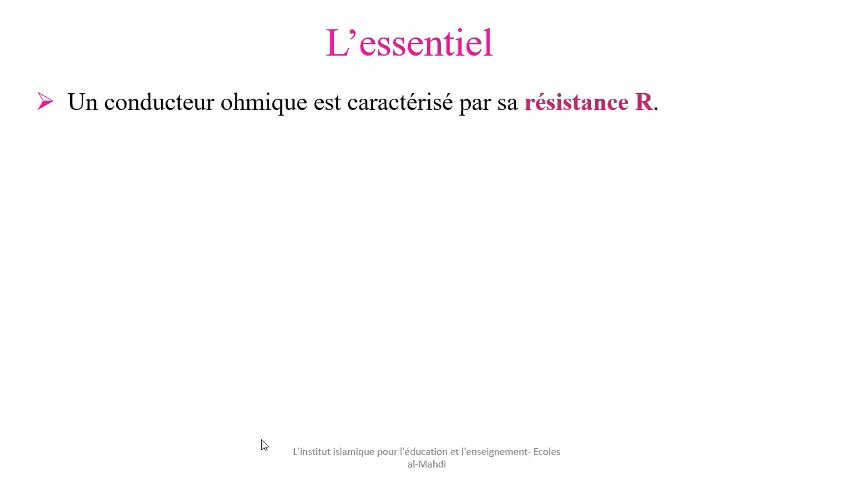 L’essentiel
Un conducteur ohmique est caractérisé par sa résistance R.
L'institut islamique pour l'éducation et l'enseignement- Ecoles
al-Mahdi